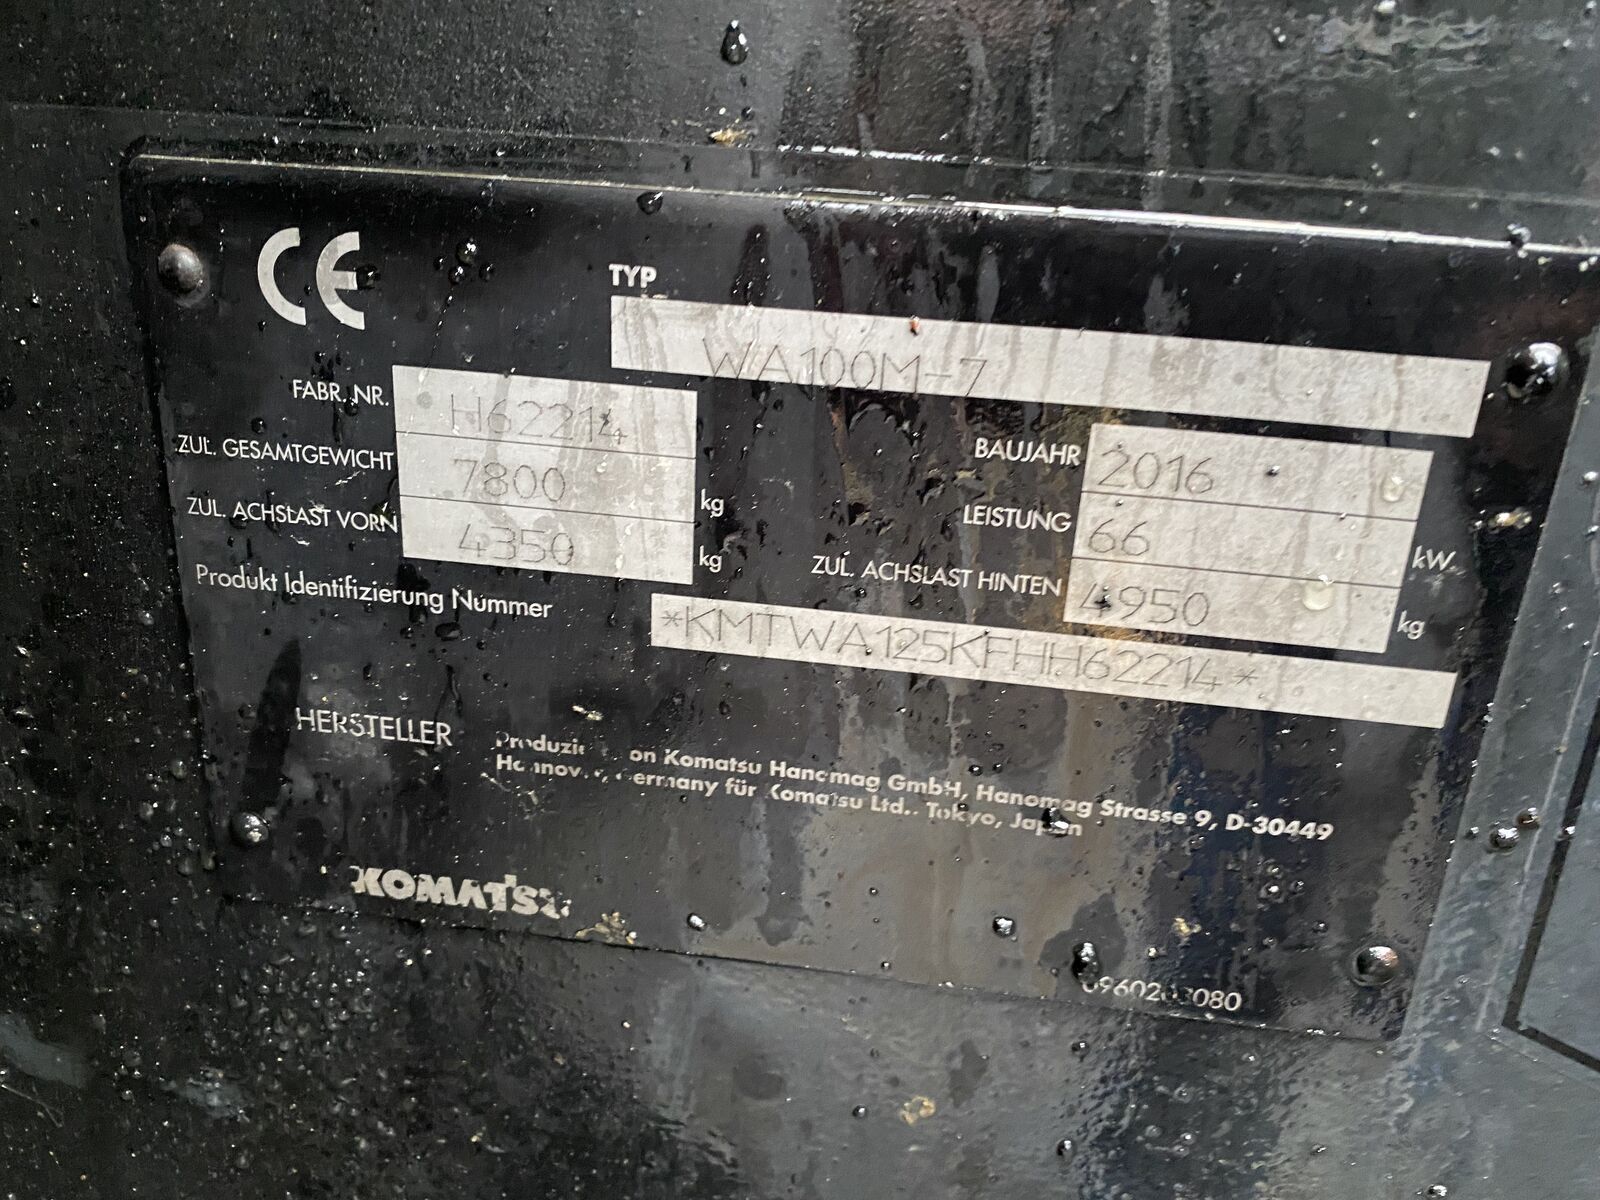 CE
TYP WA100M-7
FABR. NR. H62214
ZUL. GESAMTGEWICHT 7800 kg
ZUL. ACHSLAST VORN 4350 kg
BAUJAHR 2016
LEISTUNG 66 kW
ZUL. ACHSLAST HINTEN 4950 kg
Produkt Identifizierung Nummer *KMTWA125KFHH62214*
HERSTELLER
Komatsu Hanomag GmbH, Hanomag Strasse 9, D-30449
Hannover, Germany für Komatsu Ltd., Tokyo, Japan
KOMATSU